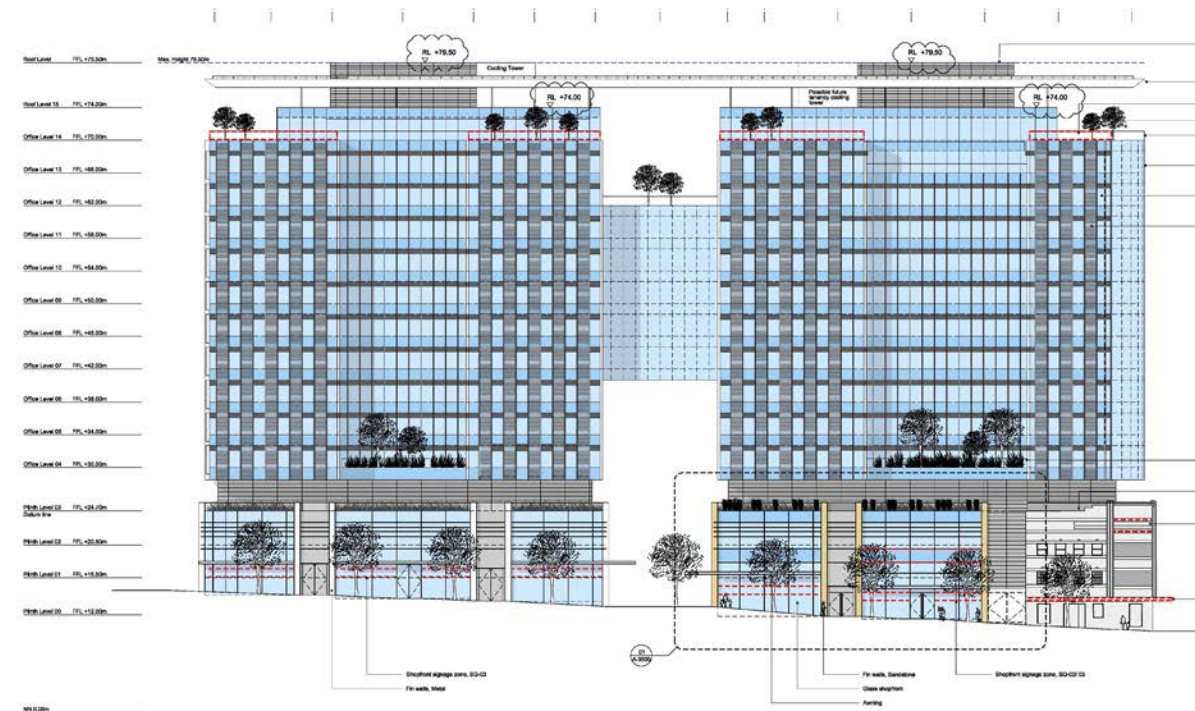 RL +79.50
RL +79.50
Roof Level FFL +79.50m
Max. Height 79.50m
Cooling Tower
Possible future
tenancy cooling
tower
RL +74.00
RL +74.00
Roof Level 15 FFL +74.00m
Office Level 14 FFL +70.00m
Office Level 13 FFL +66.00m
Office Level 12 FFL +62.00m
Office Level 11 FFL +58.00m
Office Level 10 FFL +54.00m
Office Level 09 FFL +50.00m
Office Level 08 FFL +46.00m
Office Level 07 FFL +42.00m
Office Level 06 FFL +38.00m
Office Level 05 FFL +34.00m
Office Level 04 FFL +30.00m
Plinth Level 03 FFL +24.70m
Datum line
Plinth Level 02 FFL +20.50m
Plinth Level 01 FFL +16.50m
Plinth Level 00 FFL +12.00m
01
Shopfront signage zone, SG-03
Fin walls, Metal
Fin walls, Sandstone
Glass shopfront
Awning
Shopfront signage zone, SG-02/ 03
NN 0.00m